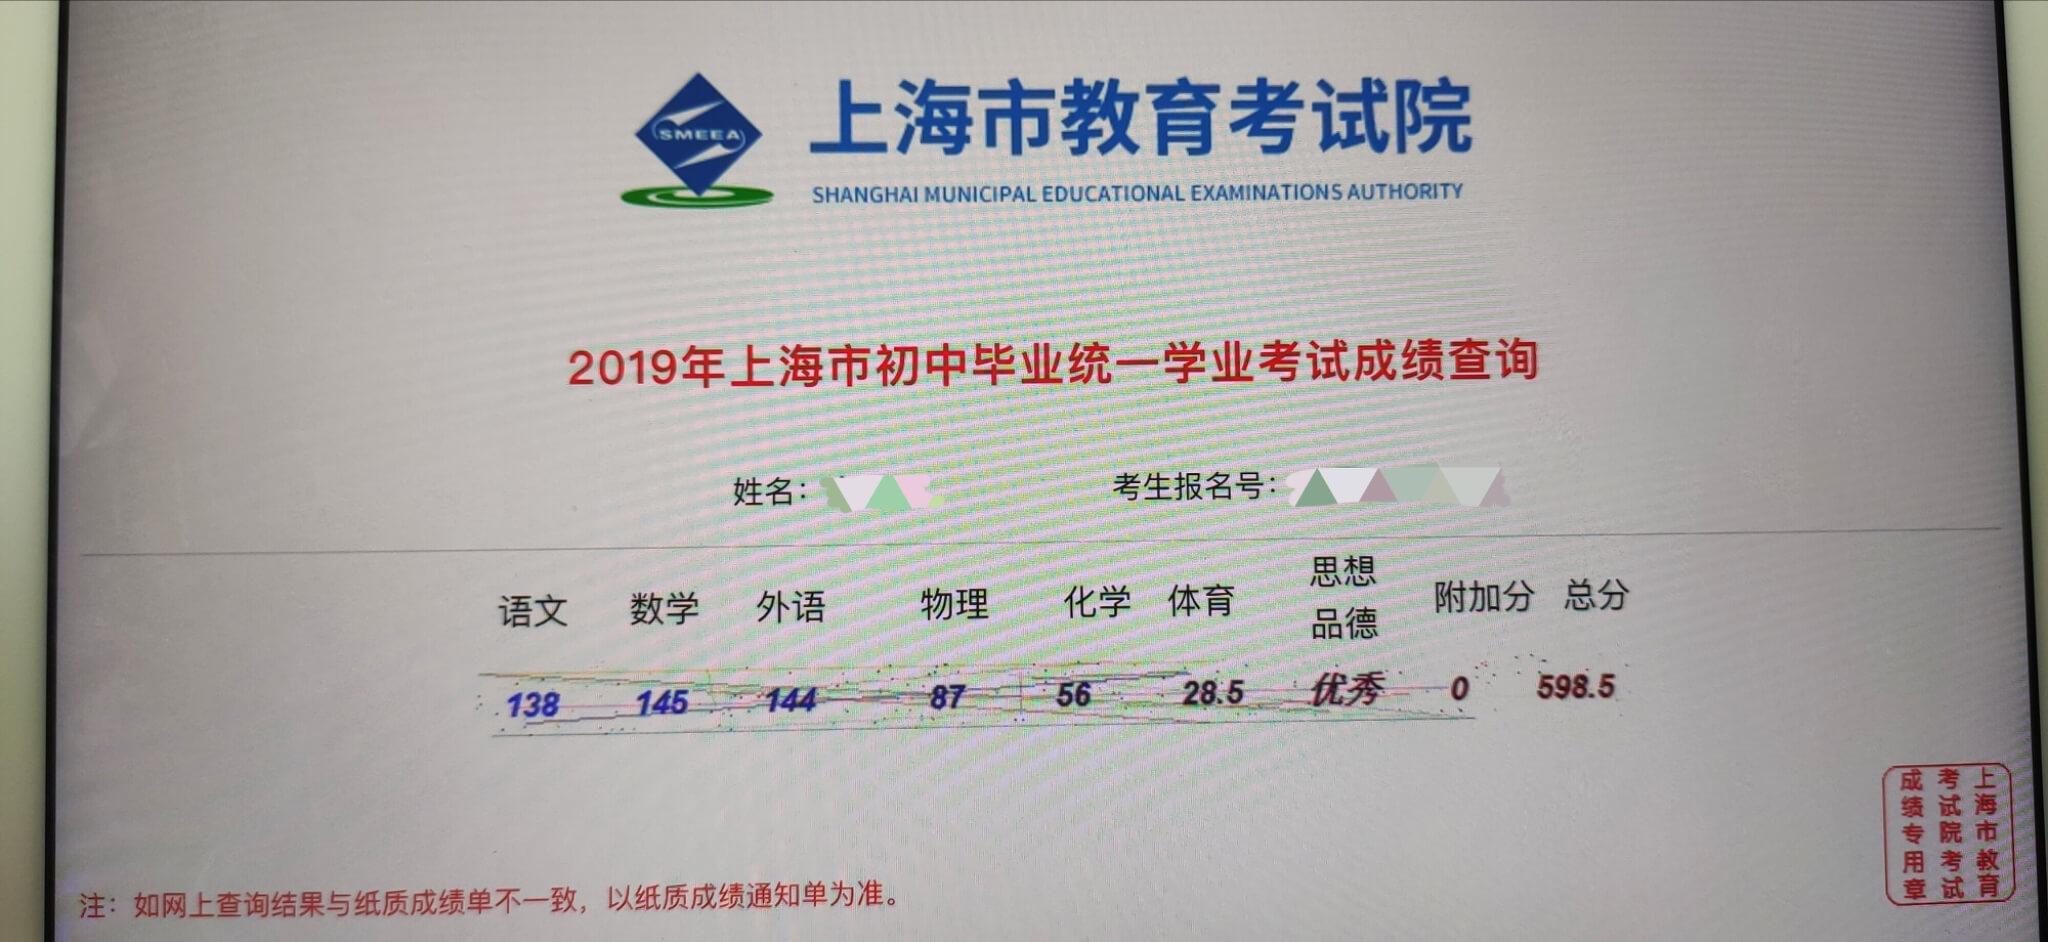 SMEEA
上海市教育考试院
SHANGHAI MUNICIPAL EDUCATIONAL EXAMINATIONS AUTHORITY
2019年上海市初中毕业统一学业考试成绩查询
姓名： 考生报名号：
语文 数学 外语 物理 化学 体育 思想品德 附加分 总分
138 145 144 87 56 28.5 优秀 0 598.5
上海市教育
考试院考试
成绩专用章
注：如网上查询结果与纸质成绩单不一致，以纸质成绩通知单为准。